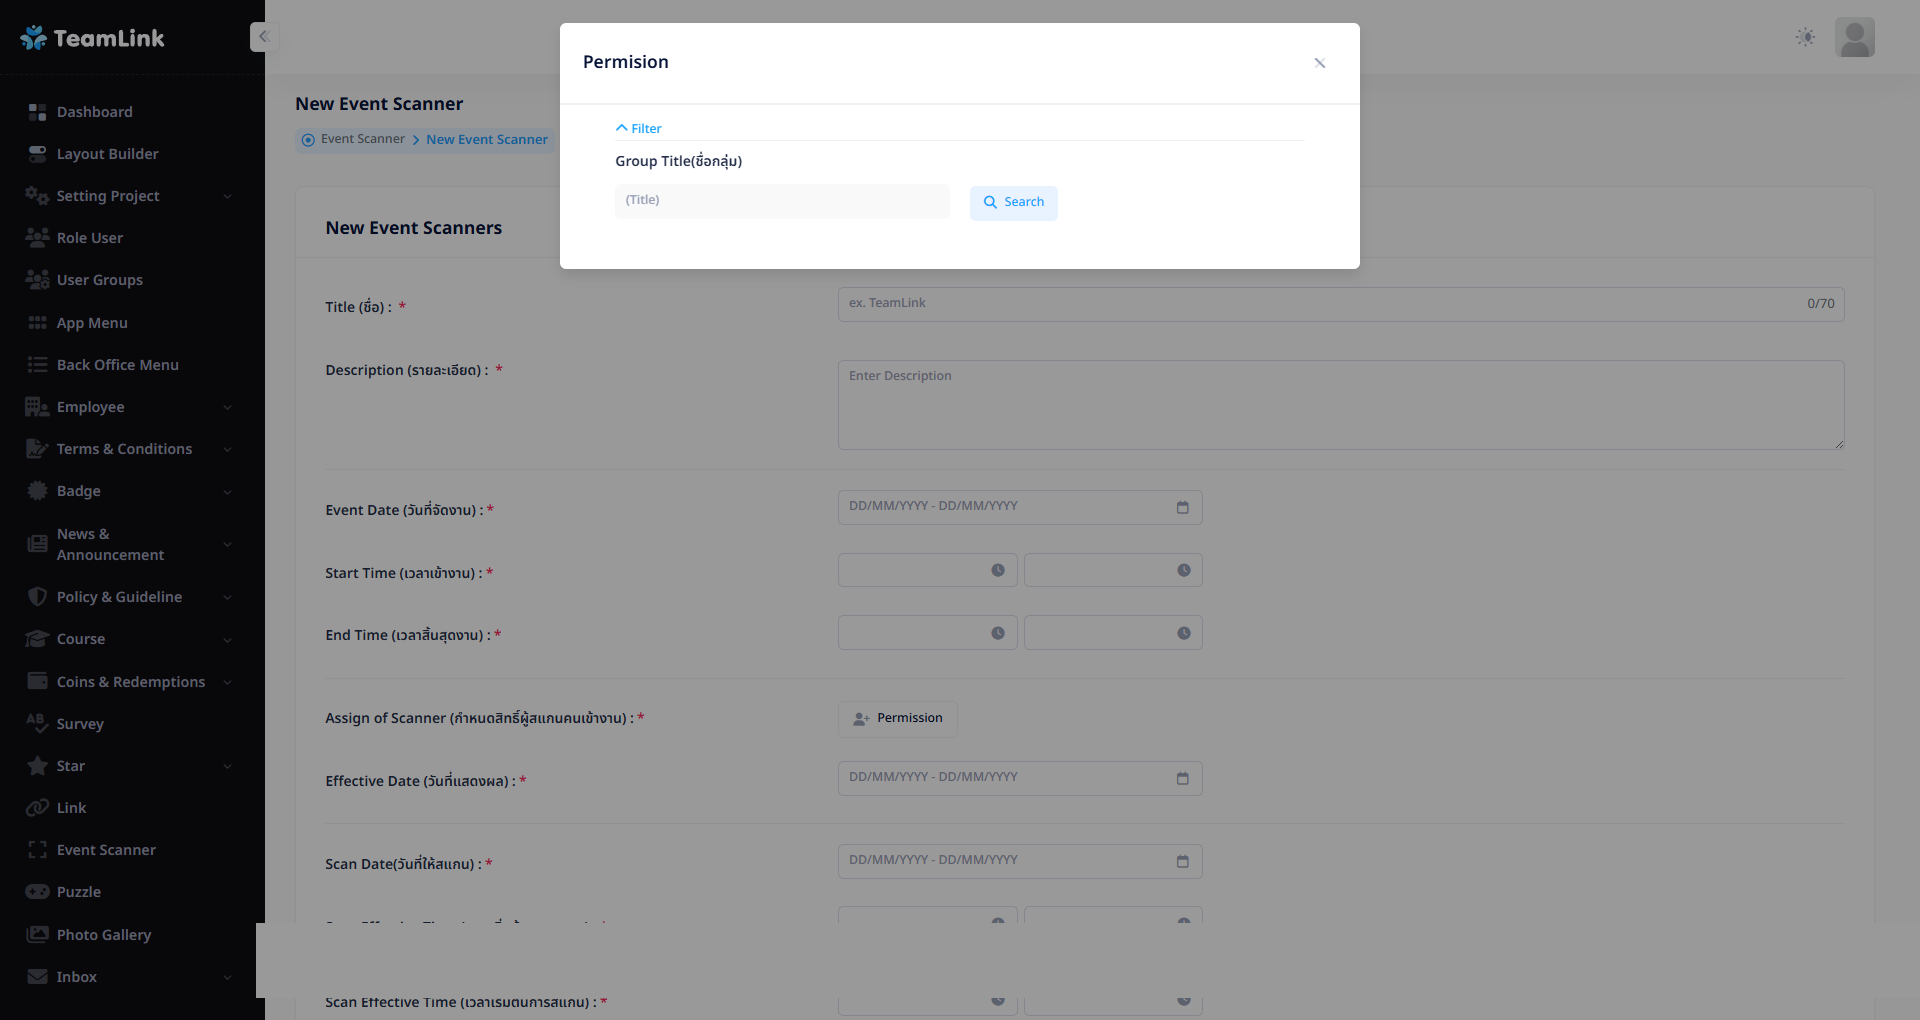 TeamLink
Dashboard
Layout Builder
Setting Project
Role User
User Groups
App Menu
Back Office Menu
Employee
Terms & Conditions
Badge
News &
Announcement
Policy & Guideline
Course
Coins & Redemptions
Survey
Star
Link
Event Scanner
Puzzle
Photo Gallery
Inbox
New Event Scanner
Event Scanner
New Event Scanner
Permision
Filter
Group Title(ชื่อกลุ่ม)
(Title)
Search
New Event Scanners
Title (ชื่อ) : *
ex. TeamLink
0/70
Description (รายละเอียด) : *
Enter Description
Event Date (วันที่จัดงาน) : *
DD/MM/YYYY - DD/MM/YYYY
Start Time (เวลาเข้างาน) : *
End Time (เวลาสิ้นสุดงาน) : *
Assign of Scanner (กำหนดสิทธิ์ผู้สแกนคนเข้างาน) : *
Permission
Effective Date (วันที่แสดงผล) : *
DD/MM/YYYY - DD/MM/YYYY
Scan Date(วันที่ให้สแกน) : *
DD/MM/YYYY - DD/MM/YYYY
Scan Effective Time (เวลาเริ่มต้นการสแกน) : *